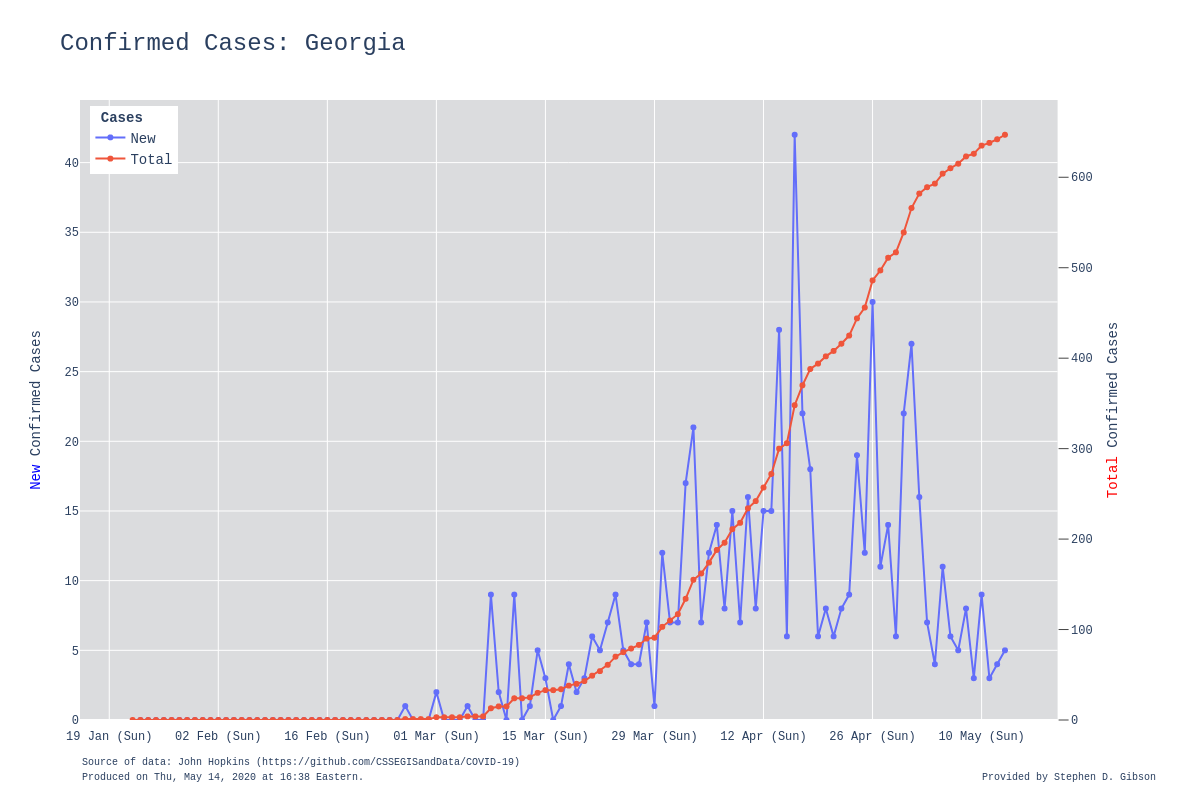 Confirmed Cases: Georgia
Cases
New
Total
40
35
30
25
20
15
10
5
0
600
500
400
300
200
100
0
New Confirmed Cases
Total Confirmed Cases
19 Jan (Sun) 02 Feb (Sun) 16 Feb (Sun) 01 Mar (Sun) 15 Mar (Sun) 29 Mar (Sun) 12 Apr (Sun) 26 Apr (Sun) 10 May (Sun)
Source of data: John Hopkins (https://github.com/CSSEGISandData/COVID-19)
Produced on Thu, May 14, 2020 at 16:38 Eastern.
Provided by Stephen D. Gibson